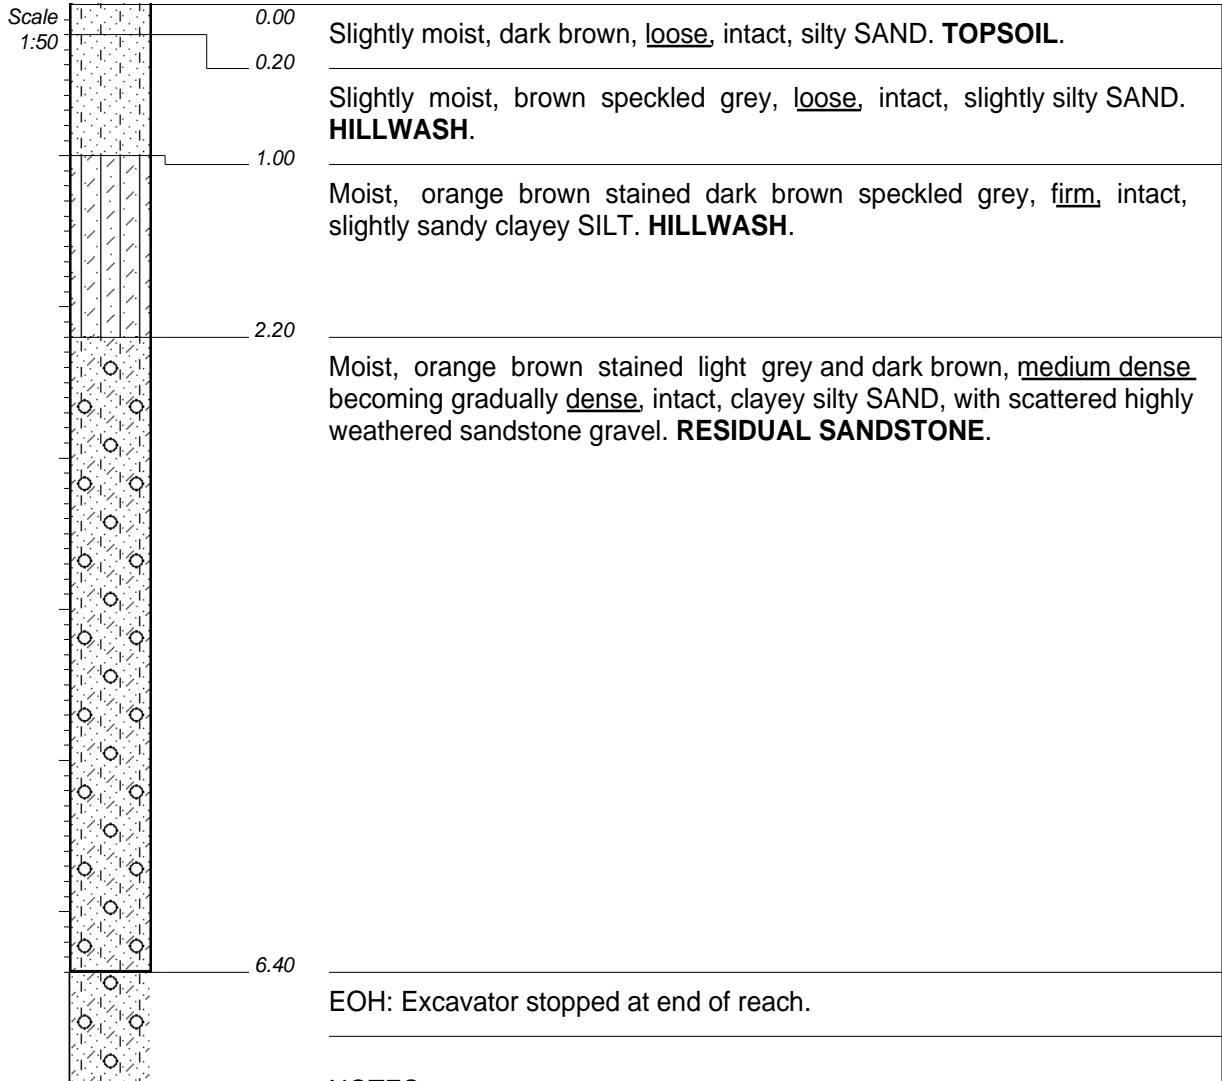 Scale
1:50
0.00
Slightly moist, dark brown, loose, intact, silty SAND. TOPSOIL.
0.20
Slightly moist, brown speckled grey, loose, intact, slightly silty SAND.
HILLWASH.
1.00
Moist, orange brown stained dark brown speckled grey, firm, intact,
slightly sandy clayey SILT. HILLWASH.
2.20
Moist, orange brown stained light grey and dark brown, medium dense
becoming gradually dense, intact, clayey silty SAND, with scattered highly
weathered sandstone gravel. RESIDUAL SANDSTONE.
6.40
EOH: Excavator stopped at end of reach.